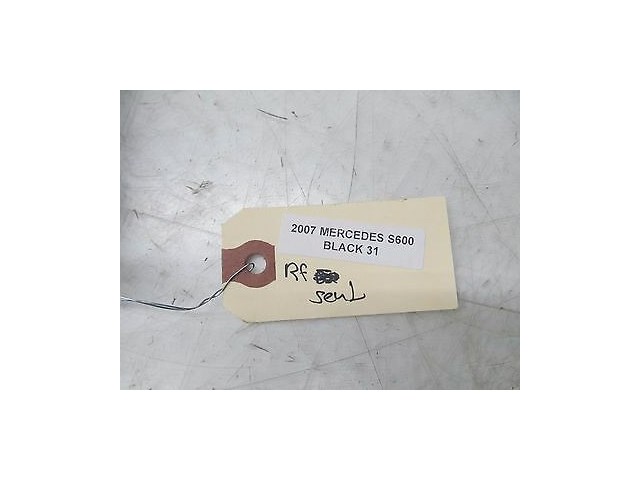 2007 MERCEDES S600
BLACK 31
Rf
seat